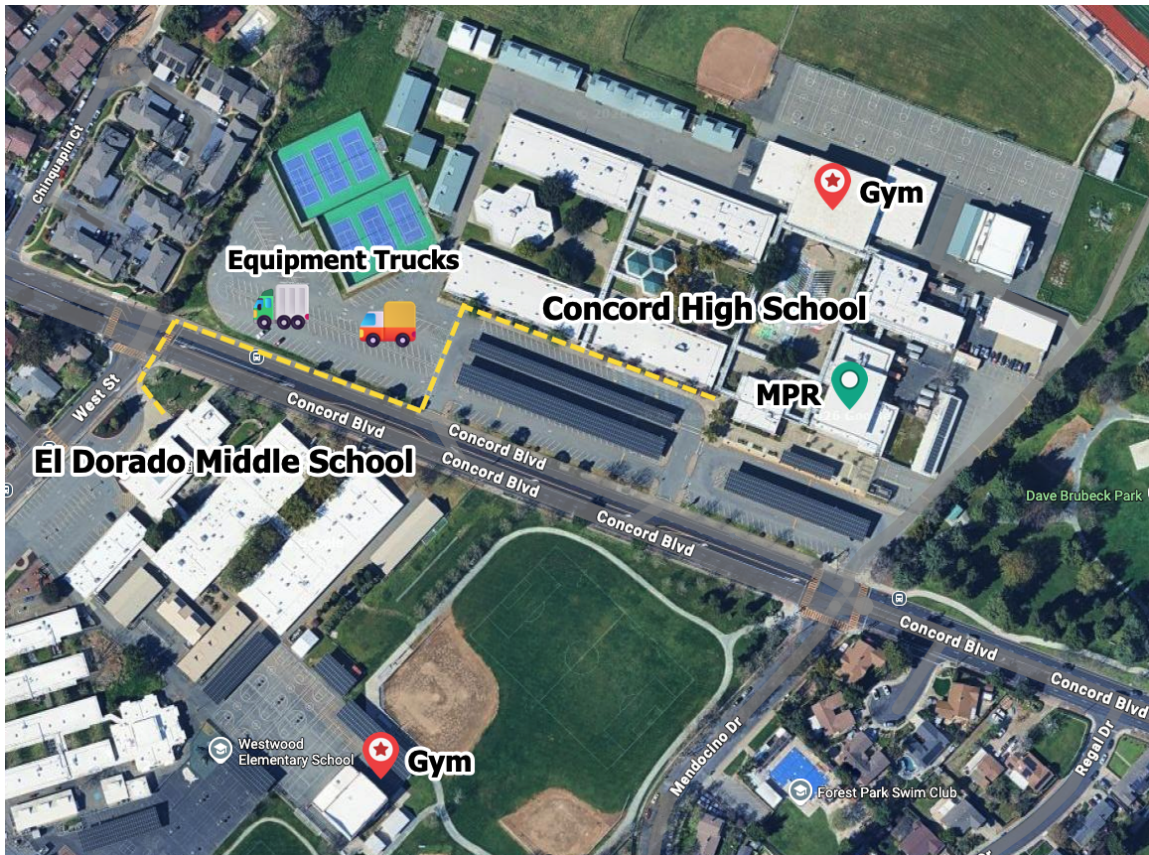 Gym
Chinquapin Ct
Equipment Trucks
Concord High School
MPR
West St
Concord Blvd
Concord Blvd
Concord Blvd
El Dorado Middle School
Dave Brubeck Park
Concord Blvd
Concord Blvd
Concord Blvd
Westwood
Elementary School
Gym
Mendocino Dr
Regal Dr
Forest Park Swim Club